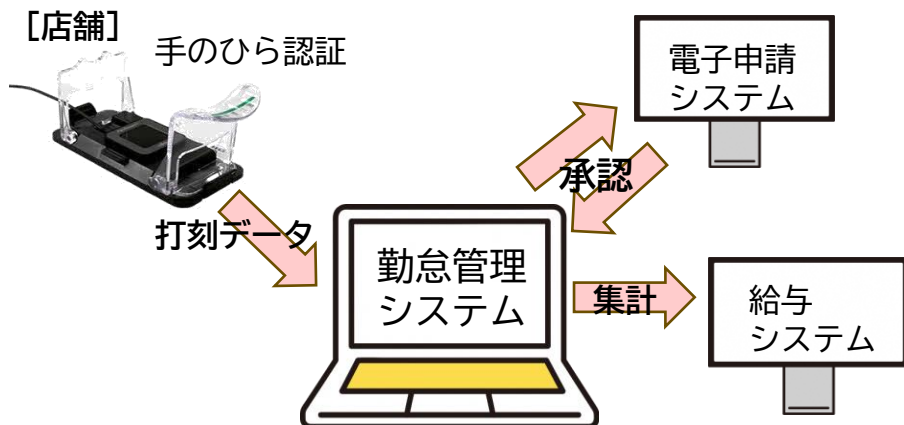 ［店舗］
手のひら認証
電子申請
システム
承認
打刻データ
勤怠管理
システム
集計
給与
システム